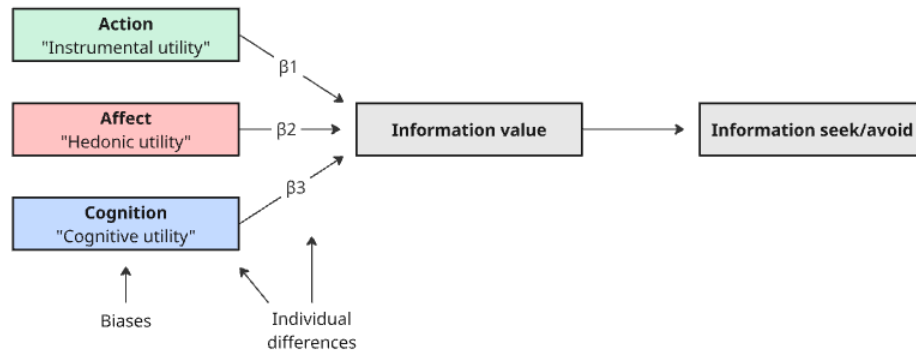 Action
"Instrumental utility"
β1
Affect
"Hedonic utility"
β2
Information value
Information seek/avoid
β3
Cognition
"Cognitive utility"
Biases
Individual
differences